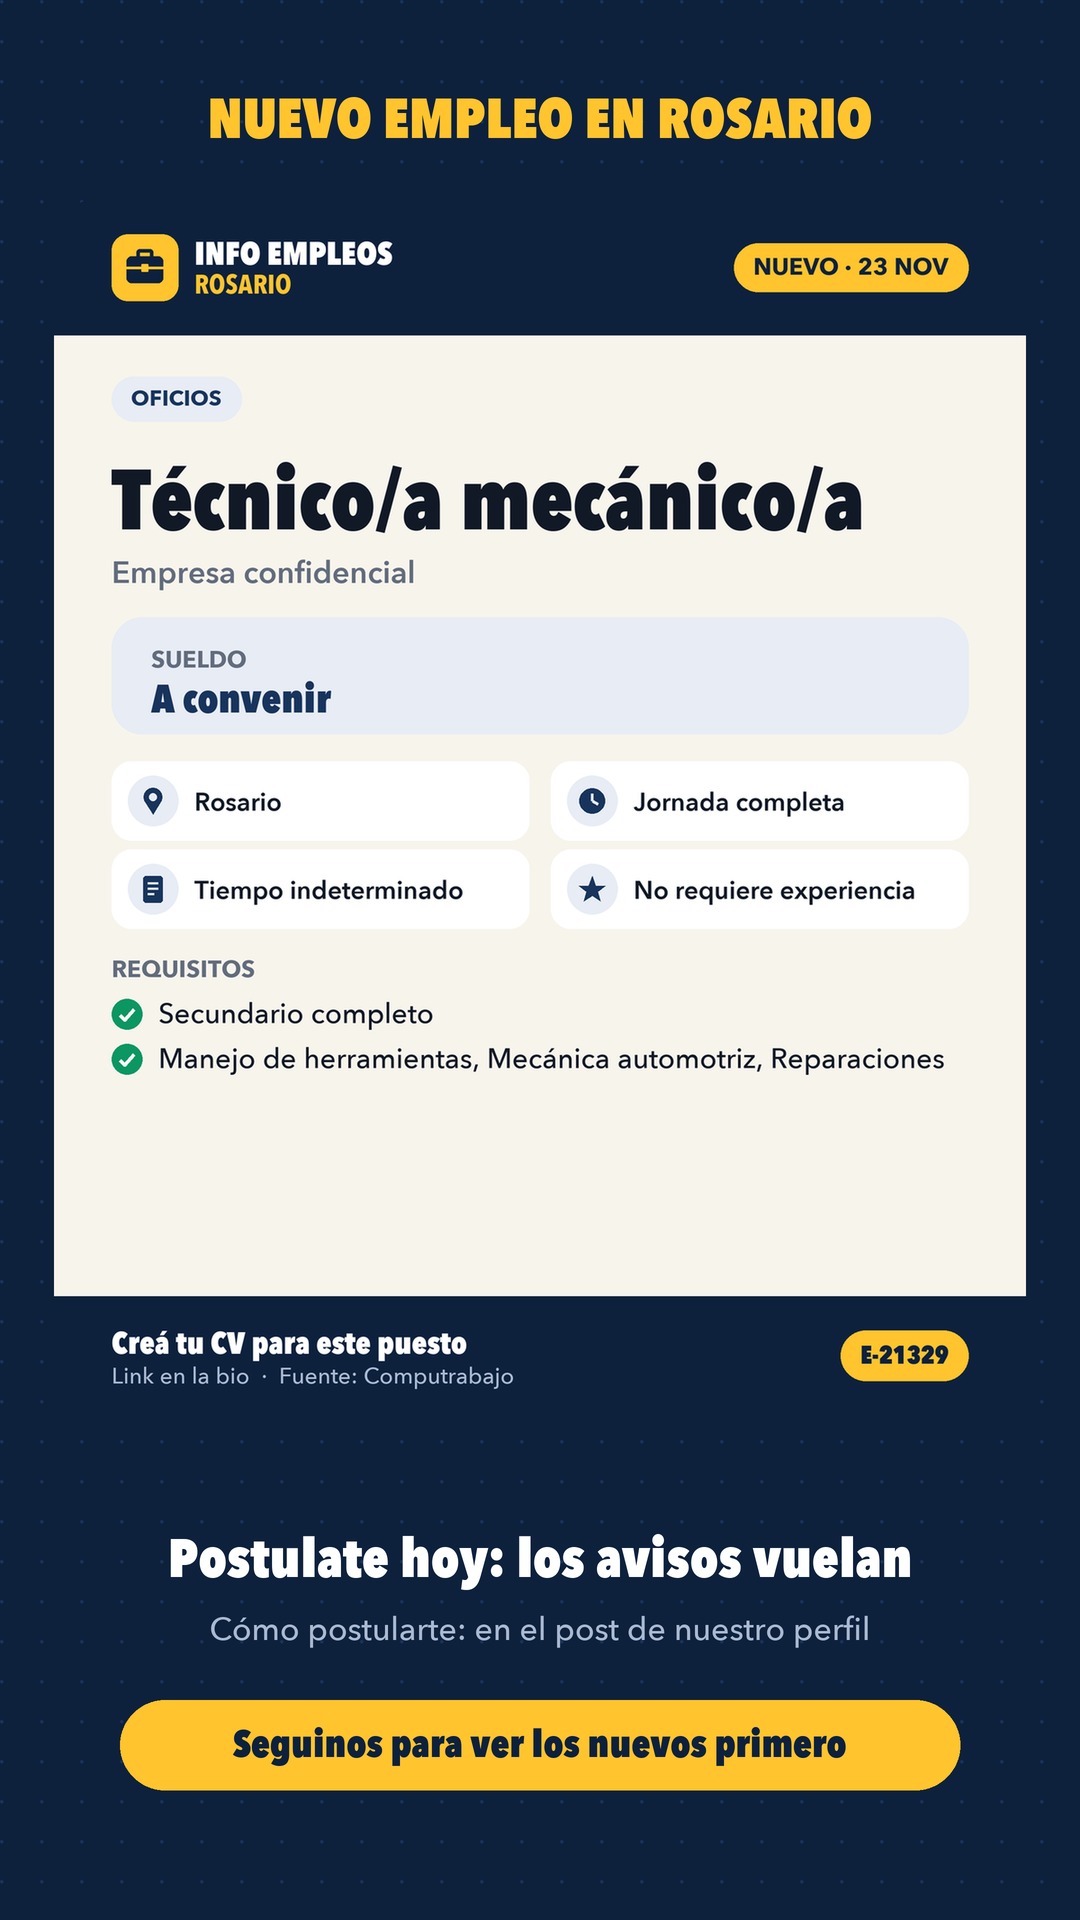 NUEVO EMPLEO EN ROSARIO
INFO EMPLEOS
ROSARIO
NUEVO · 23 NOV
OFICIOS
Técnico/a mecánico/a
Empresa confidencial
SUELDO
A convenir
Rosario
Jornada completa
Tiempo indeterminado
No requiere experiencia
REQUISITOS
Secundario completo
Manejo de herramientas, Mecánica automotriz, Reparaciones
Creá tu CV para este puesto
Link en la bio · Fuente: Computrabajo
E-21329
Postulate hoy: los avisos vuelan
Cómo postularte: en el post de nuestro perfil
Seguinos para ver los nuevos primero